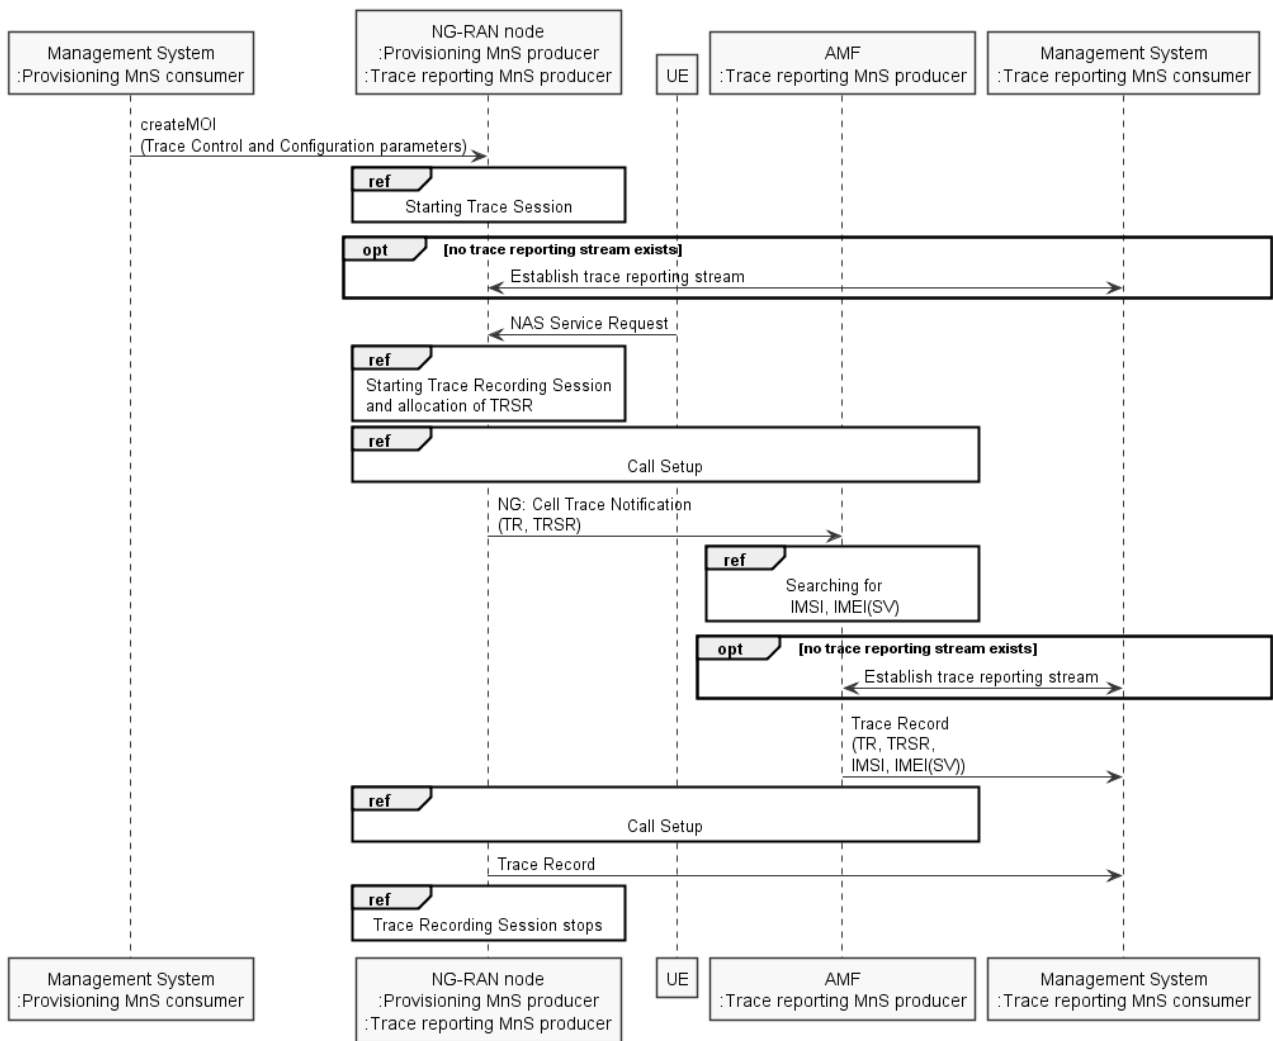 Management System
:Provisioning MnS consumer
NG-RAN node
:Provisioning MnS producer
:Trace reporting MnS producer
UE
AMF
:Trace reporting MnS producer
Management System
:Trace reporting MnS consumer
createMOI
(Trace Control and Configuration parameters)
ref
Starting Trace Session
opt [no trace reporting stream exists]
Establish trace reporting stream
NAS Service Request
ref
Starting Trace Recording Session
and allocation of TRSR
ref
Call Setup
NG: Cell Trace Notification
(TR, TRSR)
ref
Searching for
IMSI, IMEI(SV)
opt [no trace reporting stream exists]
Establish trace reporting stream
Trace Record
(TR, TRSR,
IMSI, IMEI(SV))
ref
Call Setup
Trace Record
ref
Trace Recording Session stops
Management System
:Provisioning MnS consumer
NG-RAN node
:Provisioning MnS producer
:Trace reporting MnS producer
UE
AMF
:Trace reporting MnS producer
Management System
:Trace reporting MnS consumer